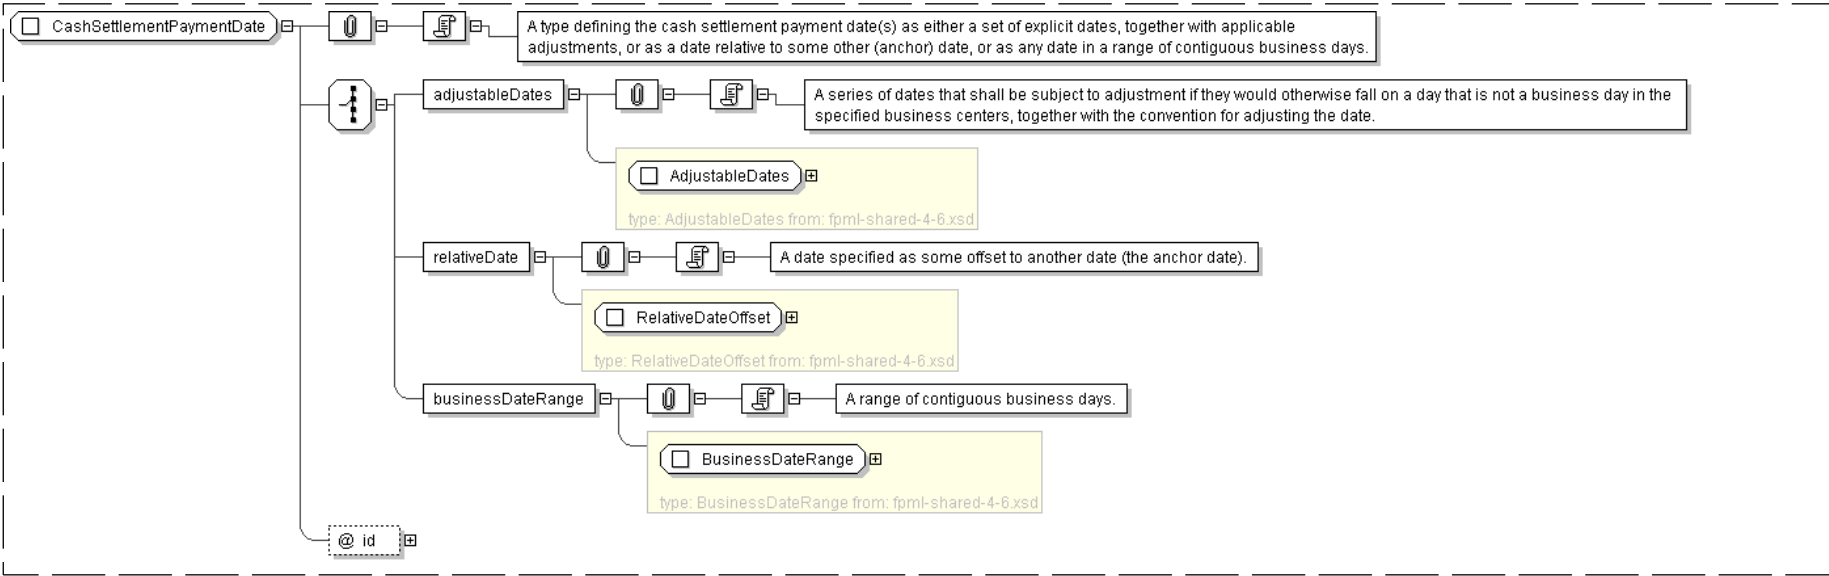 CashSettlementPaymentDate
A type defining the cash settlement payment date(s) as either a set of explicit dates, together with applicable
adjustments, or as a date relative to some other (anchor) date, or as any date in a range of contiguous business days.
adjustableDates
A series of dates that shall be subject to adjustment if they would otherwise fall on a day that is not a business day in the
specified business centers, together with the convention for adjusting the date.
AdjustableDates
type: AdjustableDates from: fpml-shared-4-6.xsd
relativeDate
A date specified as some offset to another date (the anchor date).
RelativeDateOffset
type: RelativeDateOffset from: fpml-shared-4-6.xsd
businessDateRange
A range of contiguous business days.
BusinessDateRange
type: BusinessDateRange from: fpml-shared-4-6.xsd
@ id